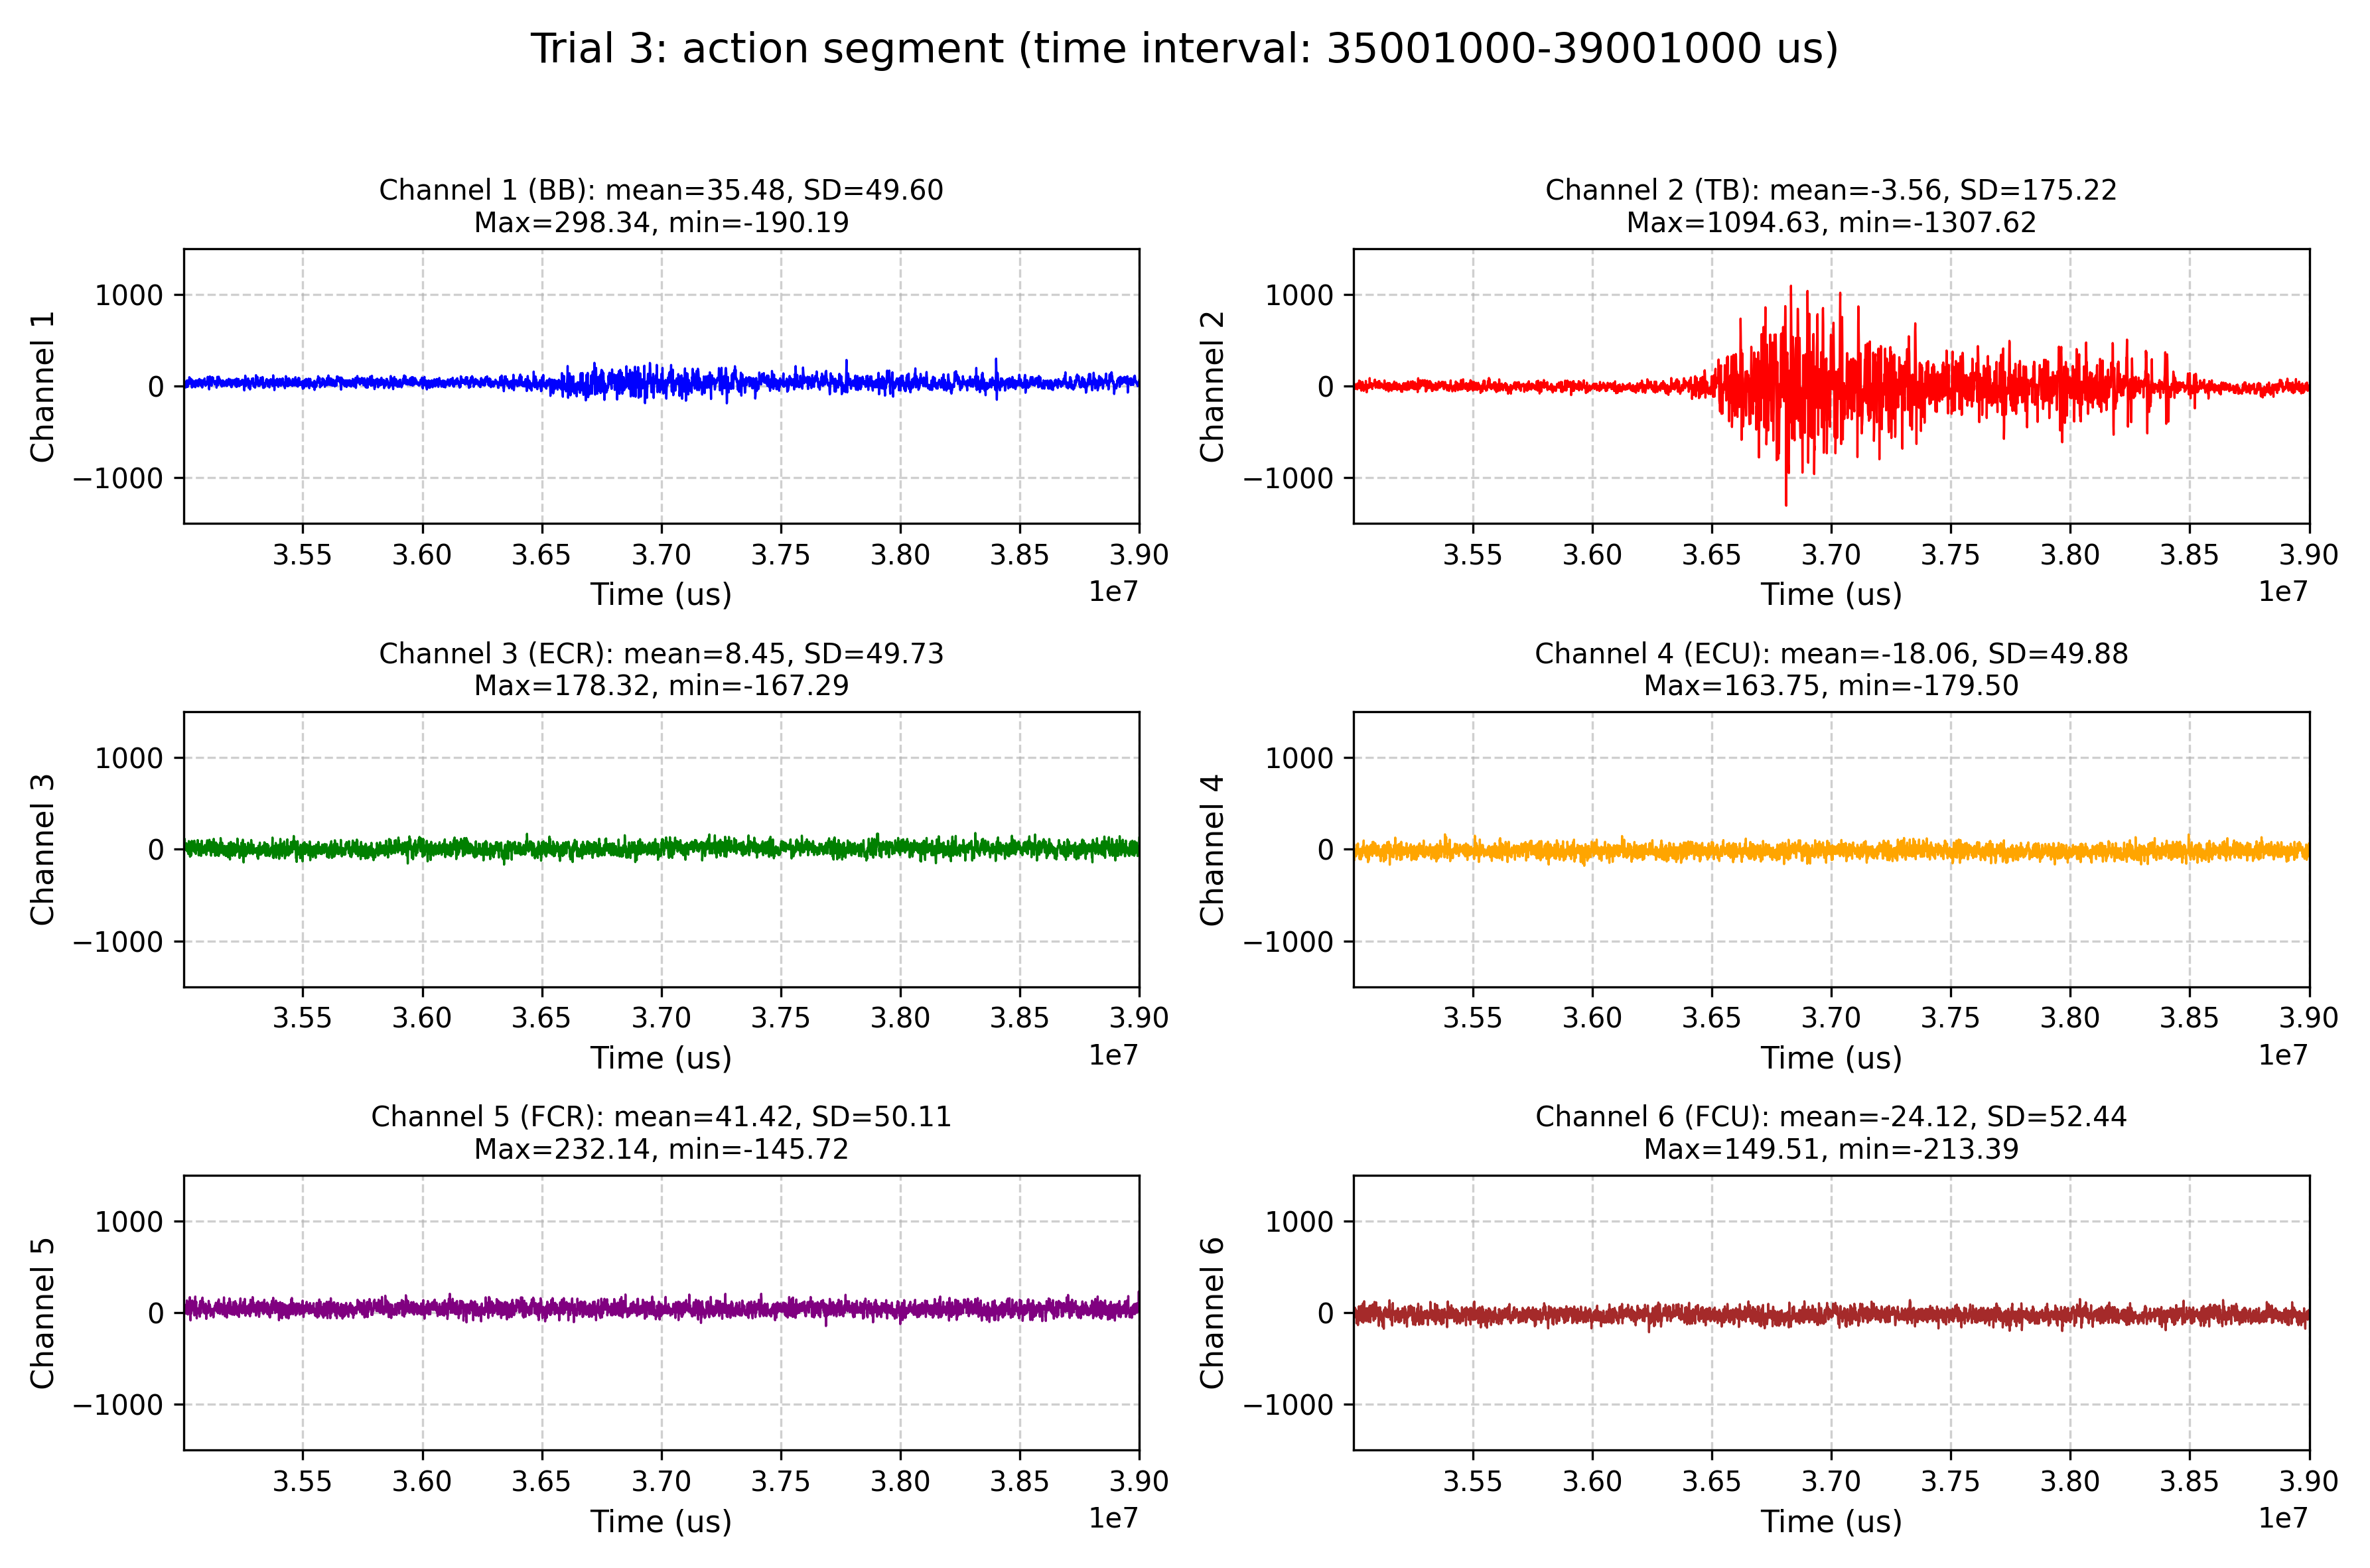 Trial 3: action segment (time interval: 35001000-39001000 us)
Channel 1 (BB): mean=35.48, SD=49.60
Max=298.34, min=-190.19
Channel 1
1000
0
−1000
3.55 3.60 3.65 3.70 3.75 3.80 3.85 3.90
Time (us)
1e7
Channel 2 (TB): mean=-3.56, SD=175.22
Max=1094.63, min=-1307.62
Channel 2
1000
0
−1000
3.55 3.60 3.65 3.70 3.75 3.80 3.85 3.90
Time (us)
1e7
Channel 3 (ECR): mean=8.45, SD=49.73
Max=178.32, min=-167.29
Channel 3
1000
0
−1000
3.55 3.60 3.65 3.70 3.75 3.80 3.85 3.90
Time (us)
1e7
Channel 4 (ECU): mean=-18.06, SD=49.88
Max=163.75, min=-179.50
Channel 4
1000
0
−1000
3.55 3.60 3.65 3.70 3.75 3.80 3.85 3.90
Time (us)
1e7
Channel 5 (FCR): mean=41.42, SD=50.11
Max=232.14, min=-145.72
Channel 5
1000
0
−1000
3.55 3.60 3.65 3.70 3.75 3.80 3.85 3.90
Time (us)
1e7
Channel 6 (FCU): mean=-24.12, SD=52.44
Max=149.51, min=-213.39
Channel 6
1000
0
−1000
3.55 3.60 3.65 3.70 3.75 3.80 3.85 3.90
Time (us)
1e7